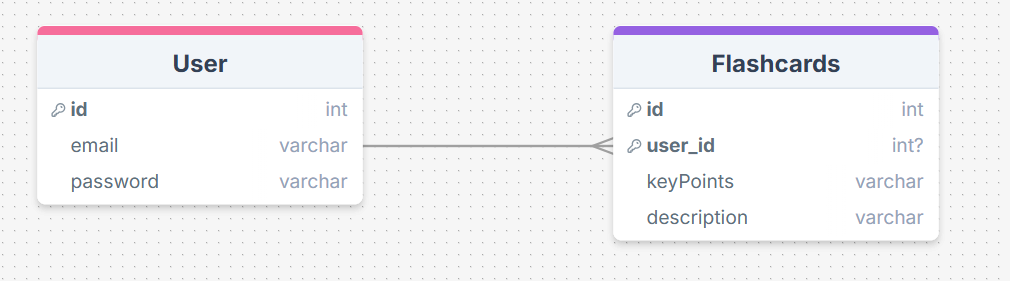 User
id int
email varchar
password varchar
Flashcards
id int
user_id int?
keyPoints varchar
description varchar